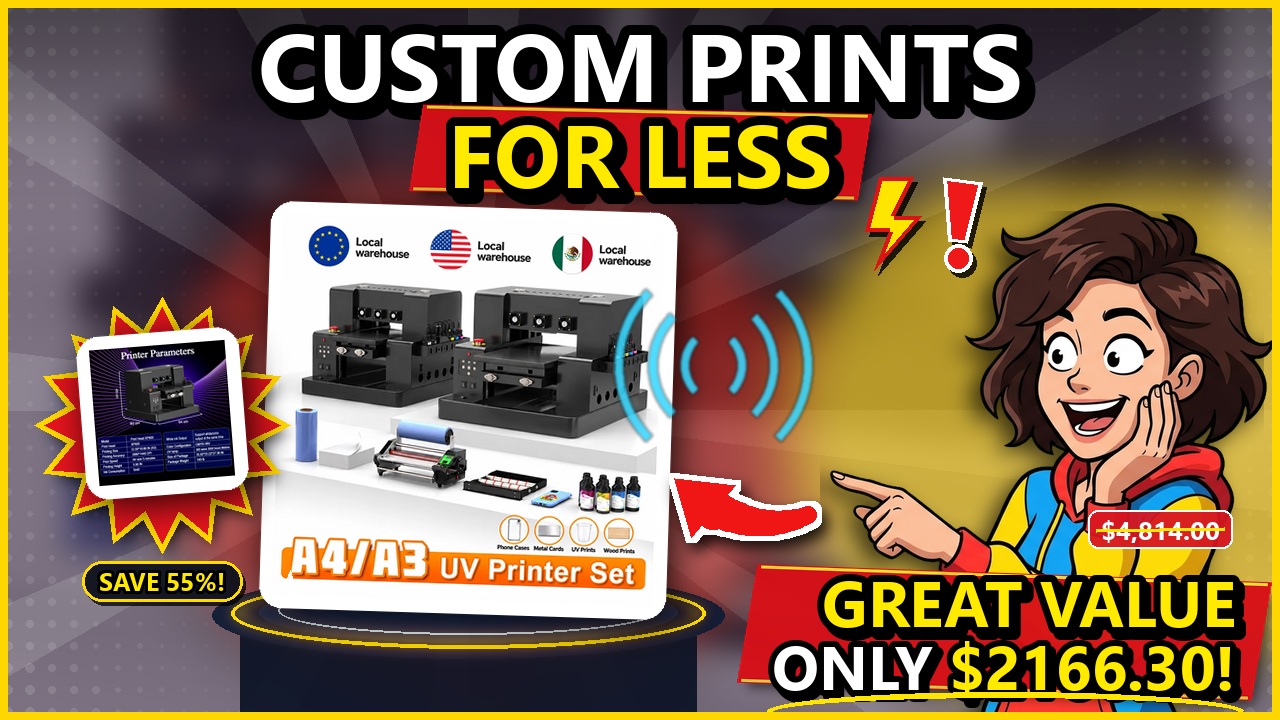 CUSTOM PRINTS
FOR LESS
Local
warehouse
Local
warehouse
Local
warehouse
Printer Parameters
Phone Cases
Metal Cards
UV Prints
Wood Prints
A4/A3 UV Printer Set
SAVE 55%!
$4,814.00
GREAT VALUE
ONLY $2166.30!